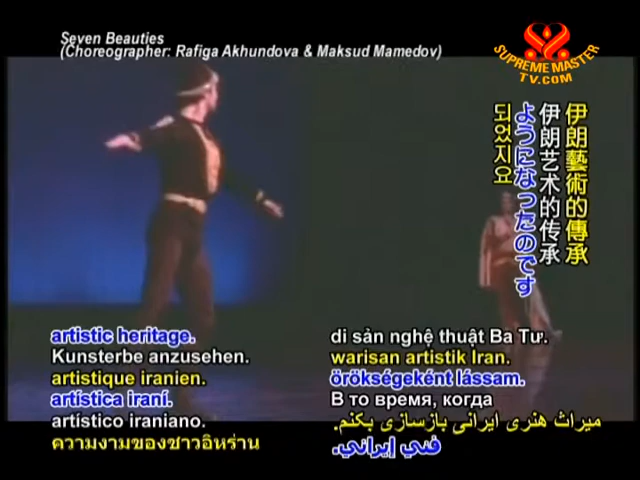 Seven Beauties
(Choreographer: Rafiga Akhundova & Maksud Mamedov)
SUPREME MASTER
TV.COM
伊朗藝術的傳承
伊朗艺术的传承
ようになったのです
되었지요
artistic heritage.
Kunsterbe anzusehen.
artistique iranien.
artística iraní.
artístico iraniano.
ความงามของชาวอิหร่าน
di sản nghệ thuật Ba Tư.
warisan artistik Iran.
örökségeként lássam.
В то время, когда
میراث هنری ایرانی بازسازی بکنم.
فني إيراني.